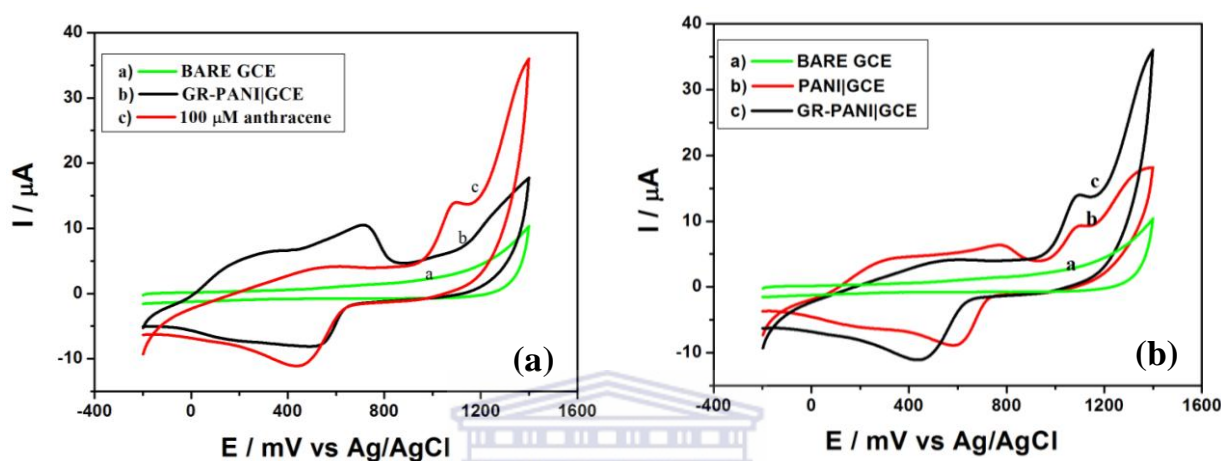 40
30
20
10
0
-10
I / µA
a) BARE GCE
b) GR-PANI|GCE
c) 100 µM anthracene
c
b
a
(a)
-400 0 400 800 1200 1600
E / mV vs Ag/AgCl
40
30
20
10
0
-10
I / µA
a) BARE GCE
b) PANI|GCE
c) GR-PANI|GCE
c
b
a
(b)
-400 0 400 800 1200 1600
E / mV vs Ag/AgCl